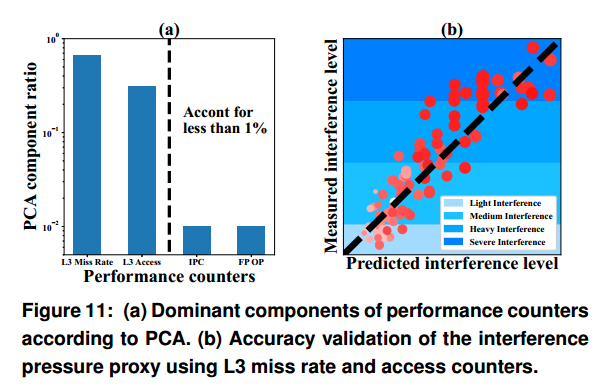 (a)
PCA component ratio
10⁰
10⁻¹
10⁻²
Accont for
less than 1%
L3 Miss Rate L3 Access IPC FP OP
Performance counters
(b)
Measured interference level
Light Interference
Medium Interference
Heavy Interference
Severe Interference
Predicted interference level
Figure 11: (a) Dominant components of performance counters
according to PCA. (b) Accuracy validation of the interference
pressure proxy using L3 miss rate and access counters.